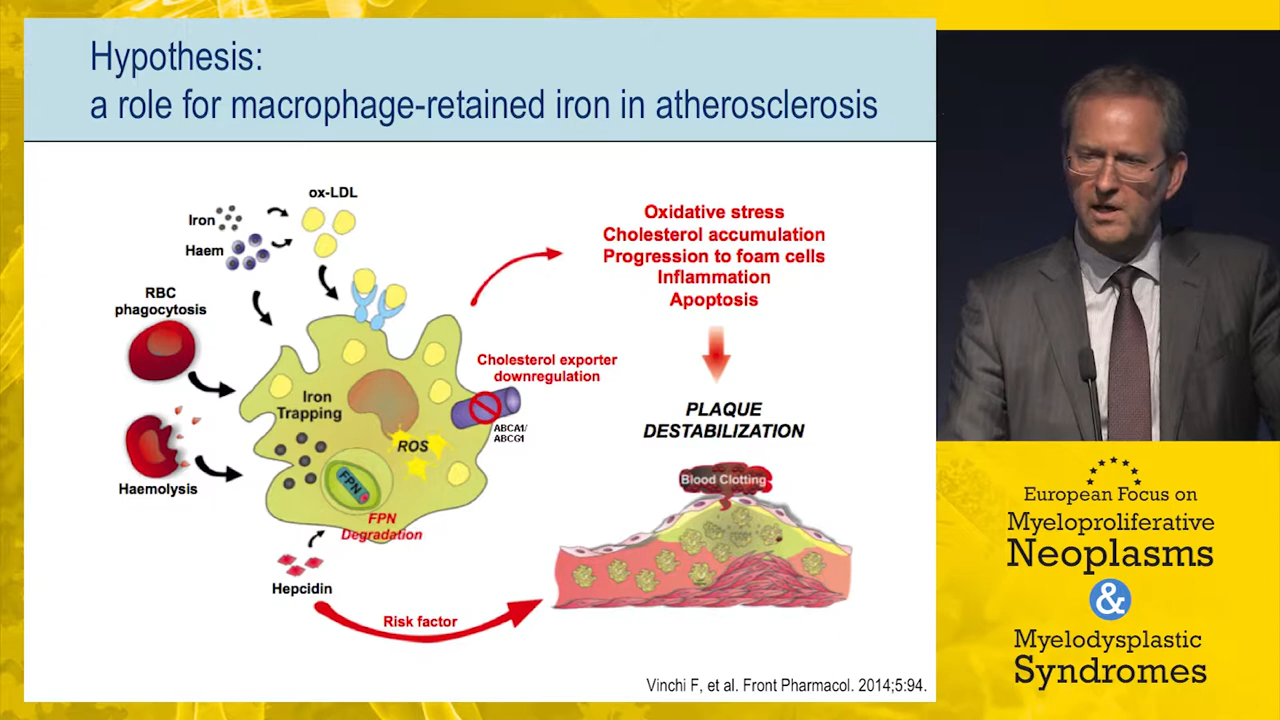 Hypothesis:
a role for macrophage-retained iron in atherosclerosis
ox-LDL
Iron
Haem
RBC
phagocytosis
Haemolysis
Iron
Trapping
ROS
FPN
FPN
Degradation
Hepcidin
Risk factor
Cholesterol exporter
downregulation
ABCA1/
ABCG1
Oxidative stress
Cholesterol accumulation
Progression to foam cells
Inflammation
Apoptosis
PLAQUE
DESTABILIZATION
Blood Clotting
Vinchi F, et al. Front Pharmacol. 2014;5:94.
European Focus on
Myeloproliferative
Neoplasms
&
Myelodysplastic
Syndromes